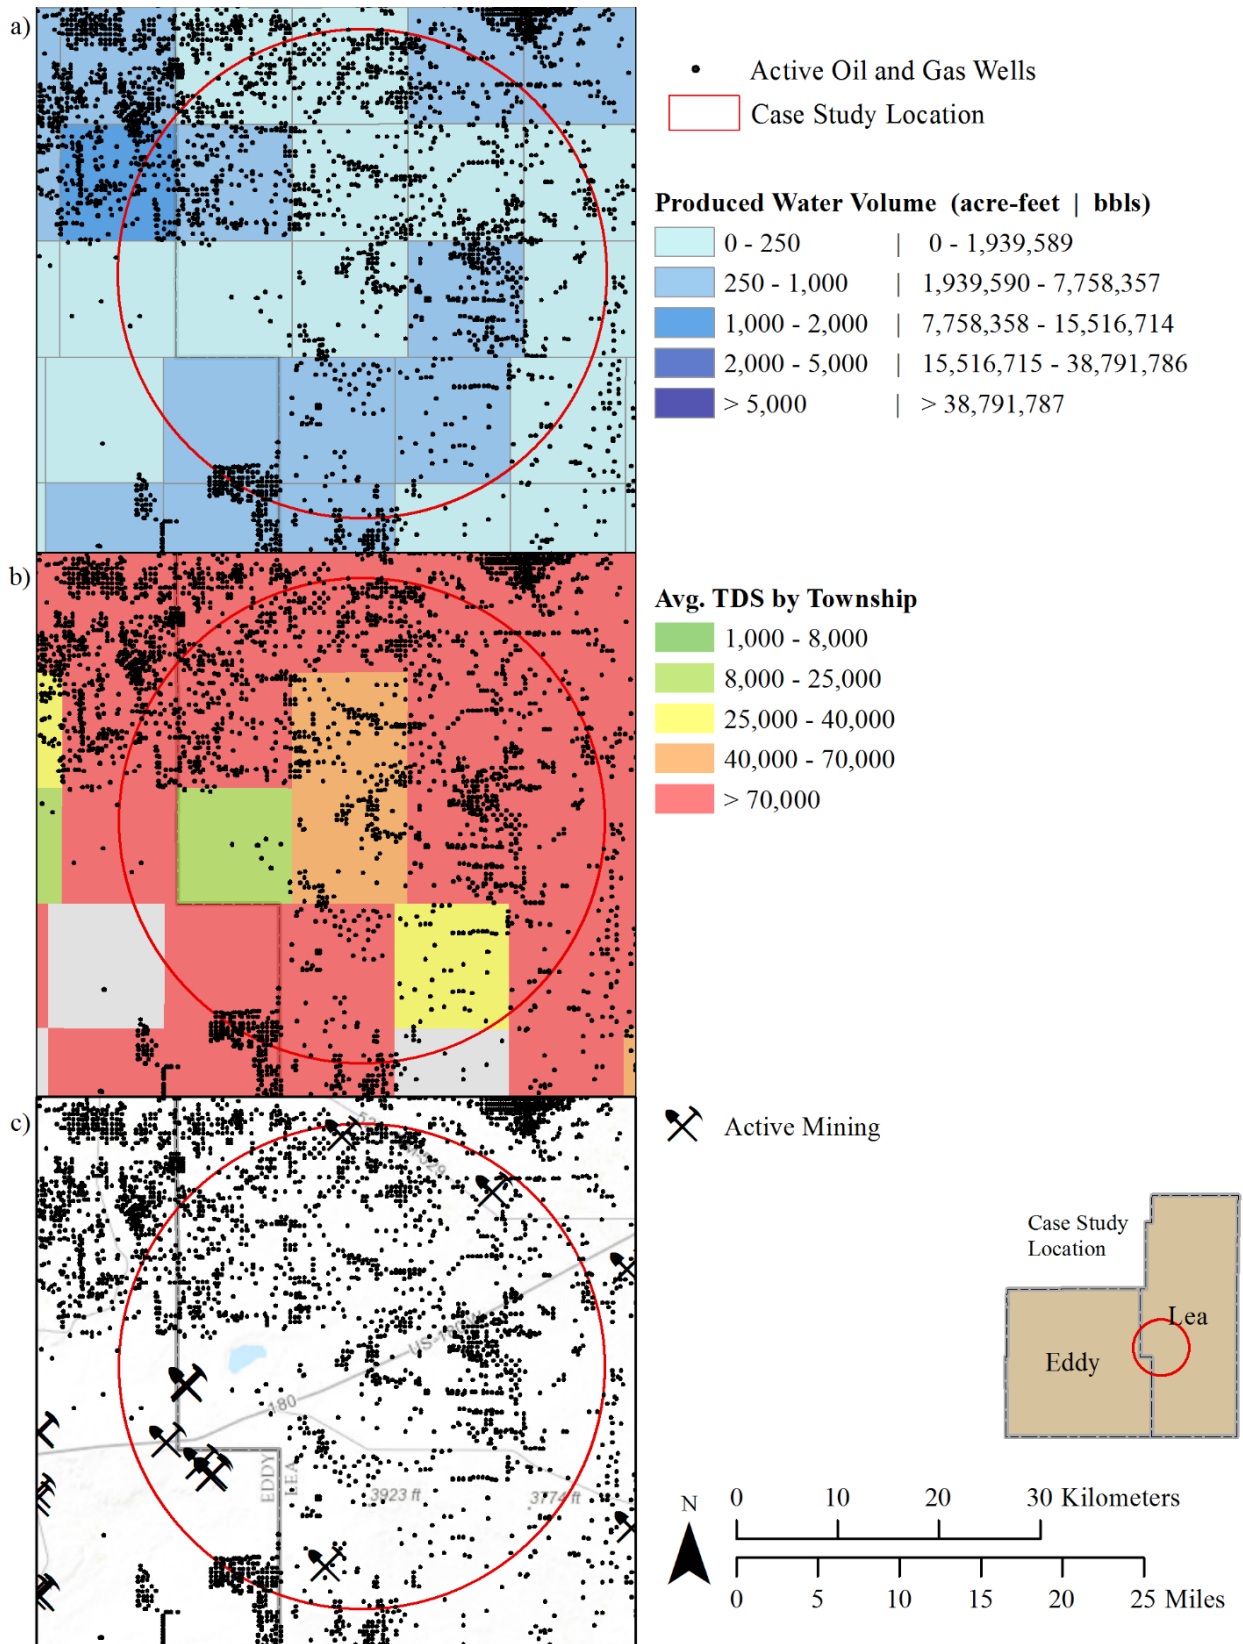 a)
Active Oil and Gas Wells
Case Study Location
Produced Water Volume (acre-feet | bbls)
0 - 250 | 0 - 1,939,589
250 - 1,000 | 1,939,590 - 7,758,357
1,000 - 2,000 | 7,758,358 - 15,516,714
2,000 - 5,000 | 15,516,715 - 38,791,786
> 5,000 | > 38,791,787
b)
Avg. TDS by Township
1,000 - 8,000
8,000 - 25,000
25,000 - 40,000
40,000 - 70,000
> 70,000
c)
Active Mining
180
EDDY
LEA
3923 ft
3774 ft
Case Study
Location
Lea
Eddy
N
0 10 20 30 Kilometers
0 5 10 15 20 25 Miles